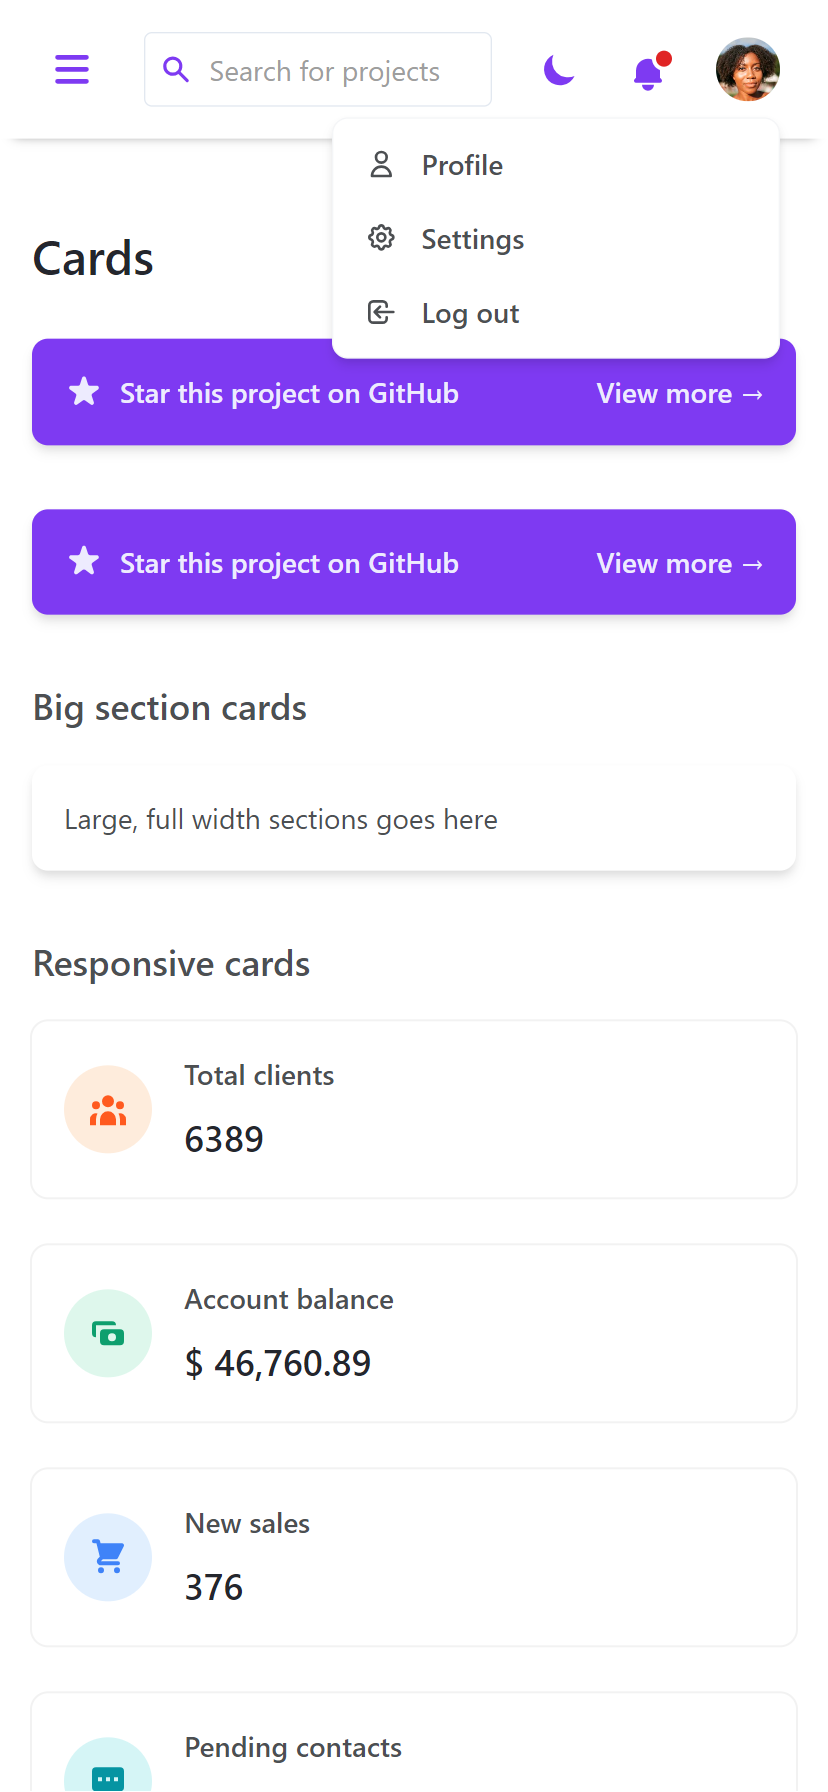 Search for projects
Profile
Settings
Log out
Cards
Star this project on GitHub View more →
Star this project on GitHub View more →
Big section cards
Large, full width sections goes here
Responsive cards
Total clients
6389
Account balance
$ 46,760.89
New sales
376
Pending contacts